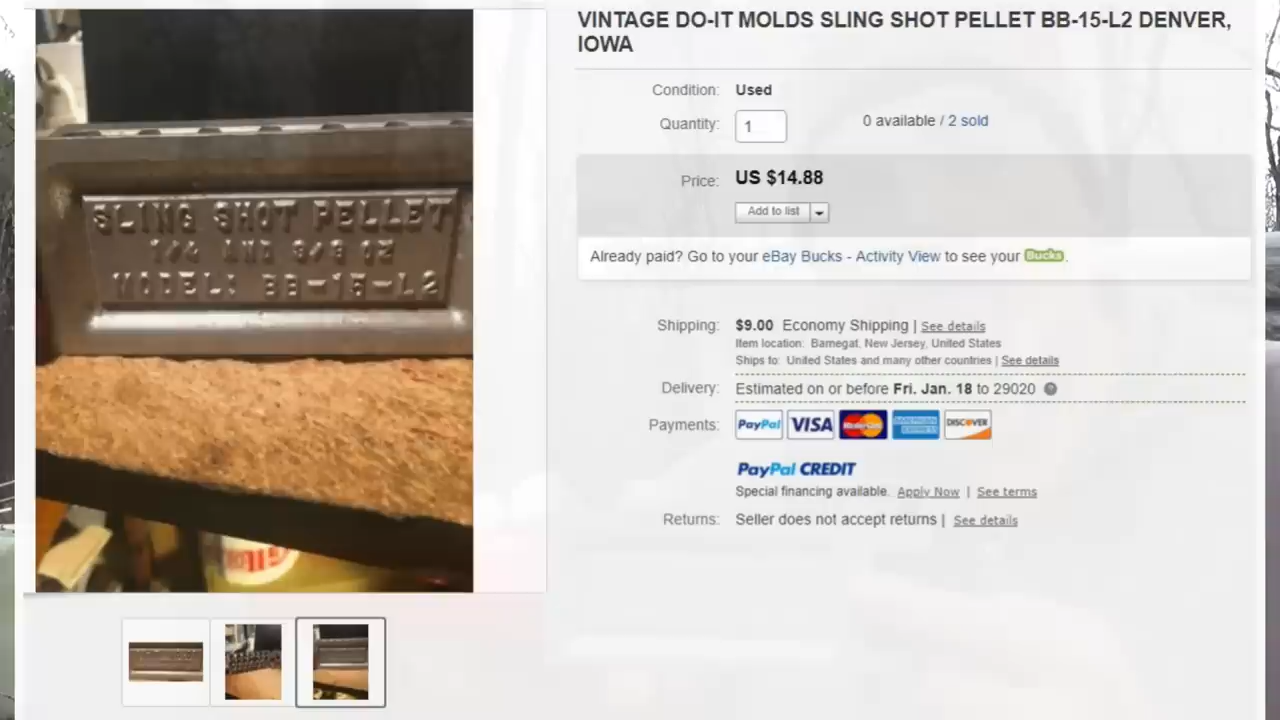 SLING SHOT PELLET
1/4 AND 3/8 OZ
MODEL: BB-15-L2
VINTAGE DO-IT MOLDS SLING SHOT PELLET BB-15-L2 DENVER,
IOWA
Condition: Used
Quantity: 1 0 available / 2 sold
Price: US $14.88
Add to list
Already paid? Go to your eBay Bucks - Activity View to see your Bucks.
Shipping: $9.00 Economy Shipping | See details
Item location: Barnegat, New Jersey, United States
Ships to: United States and many other countries | See details
Delivery: Estimated on or before Fri. Jan. 18 to 29020 ?
Payments: PayPal VISA MasterCard AMERICAN EXPRESS DISCOVER
PayPal CREDIT
Special financing available. Apply Now | See terms
Returns: Seller does not accept returns | See details